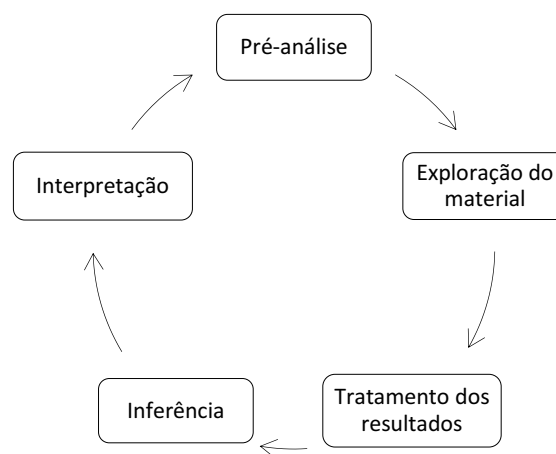 Pré-análise
Exploração do
material
Tratamento dos
resultados
Inferência
Interpretação